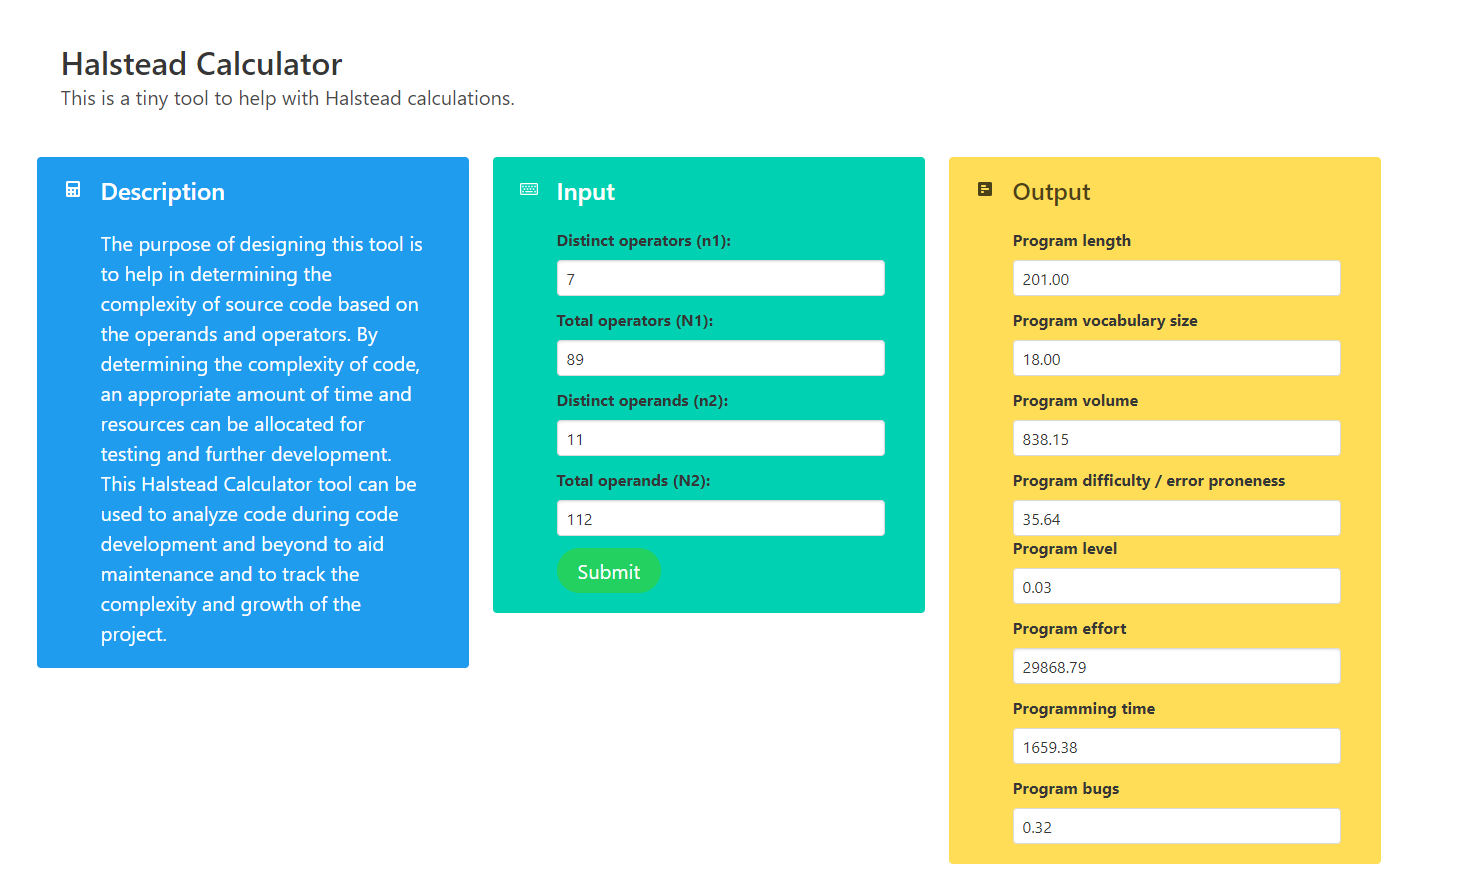 Halstead Calculator
This is a tiny tool to help with Halstead calculations.
Description
The purpose of designing this tool is
to help in determining the
complexity of source code based on
the operands and operators. By
determining the complexity of code,
an appropriate amount of time and
resources can be allocated for
testing and further development.
This Halstead Calculator tool can be
used to analyze code during code
development and beyond to aid
maintenance and to track the
complexity and growth of the
project.
Input
Distinct operators (n1):
7
Total operators (N1):
89
Distinct operands (n2):
11
Total operands (N2):
112
Submit
Output
Program length
201.00
Program vocabulary size
18.00
Program volume
838.15
Program difficulty / error proneness
35.64
Program level
0.03
Program effort
29868.79
Programming time
1659.38
Program bugs
0.32